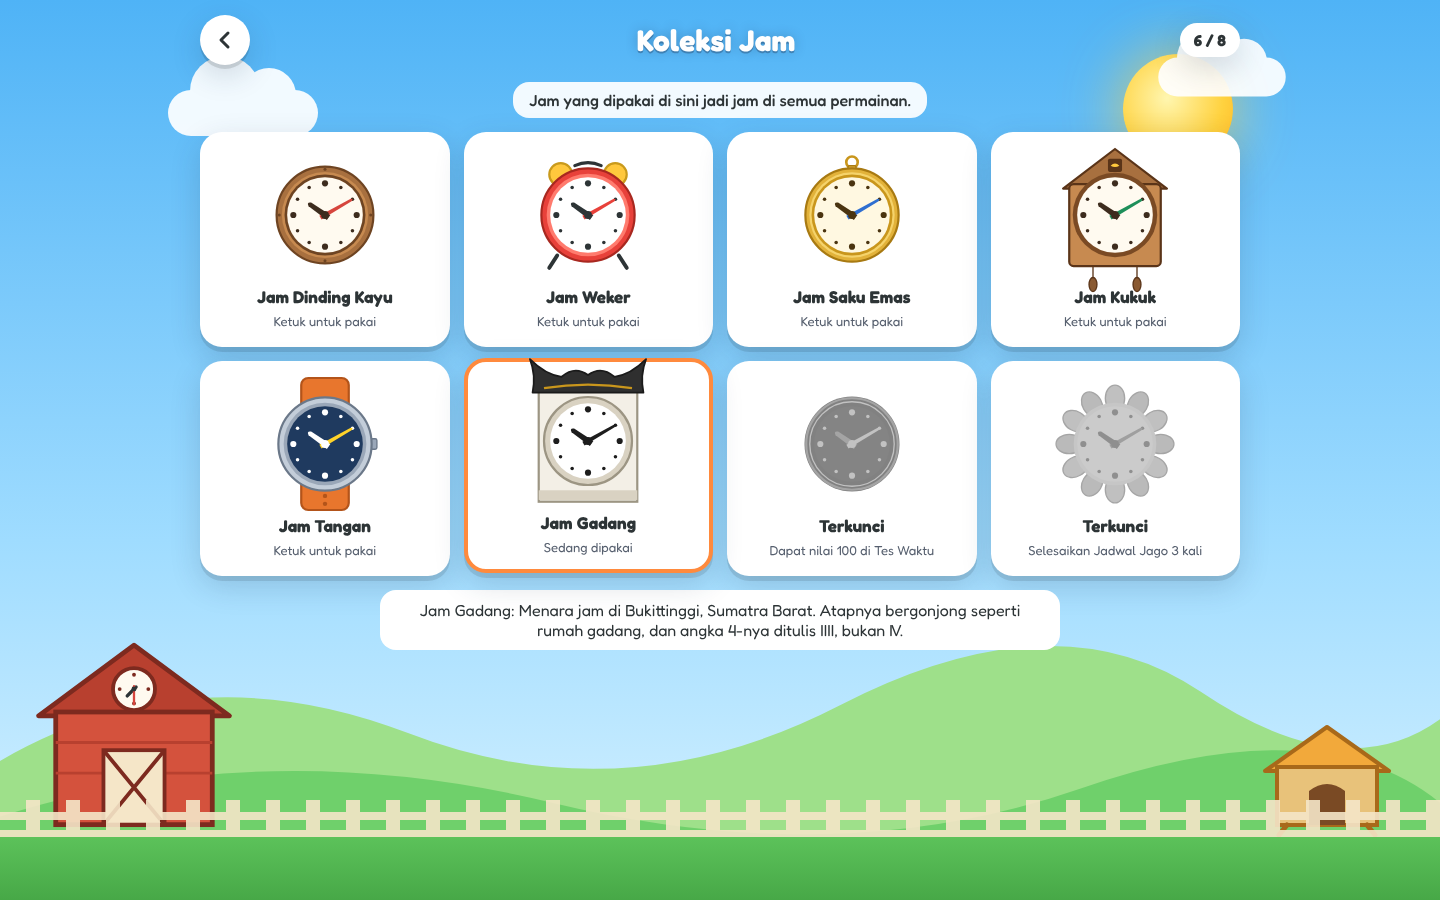 Koleksi Jam
6 / 8
Jam yang dipakai di sini jadi jam di semua permainan.
Jam Dinding Kayu
Ketuk untuk pakai
Jam Weker
Ketuk untuk pakai
Jam Saku Emas
Ketuk untuk pakai
Jam Kukuk
Ketuk untuk pakai
Jam Tangan
Ketuk untuk pakai
Jam Gadang
Sedang dipakai
Terkunci
Dapat nilai 100 di Tes Waktu
Terkunci
Selesaikan Jadwal Jago 3 kali
Jam Gadang: Menara jam di Bukittinggi, Sumatra Barat. Atapnya bergonjong seperti
rumah gadang, dan angka 4-nya ditulis IIII, bukan IV.